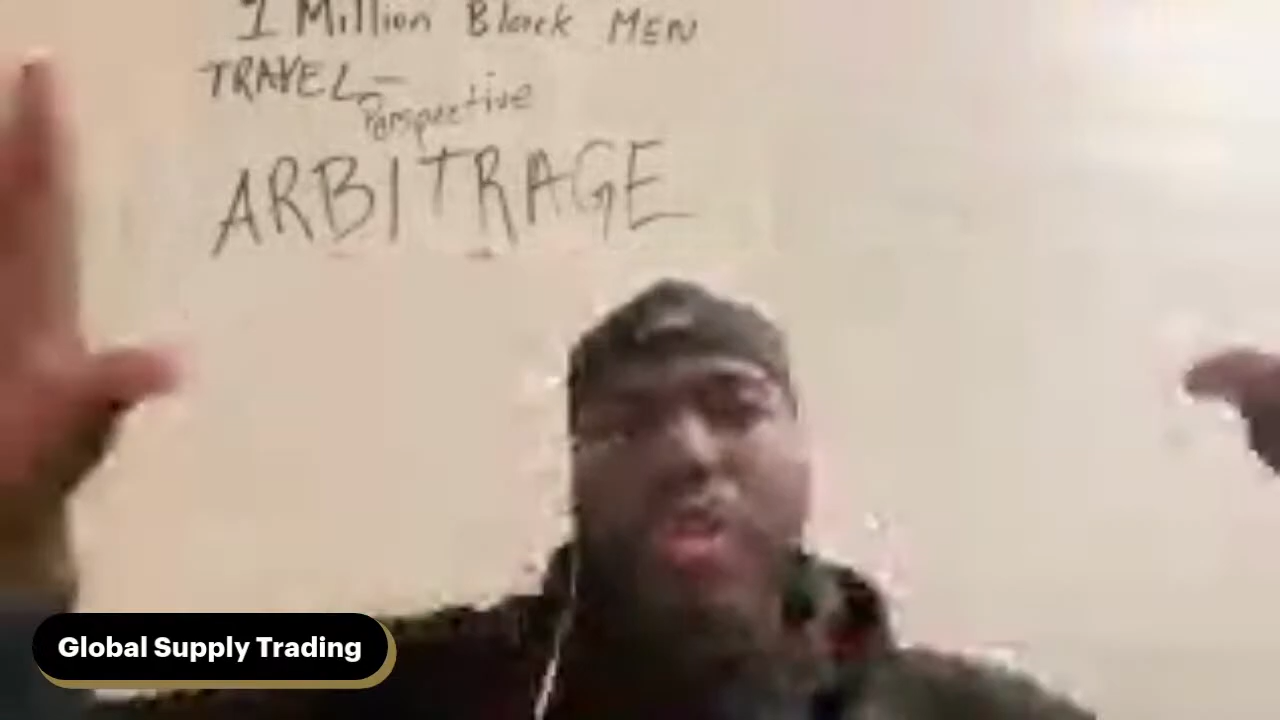 1 Million Black MEN
TRAVEL-
Perspective
ARBITRAGE
Global Supply Trading